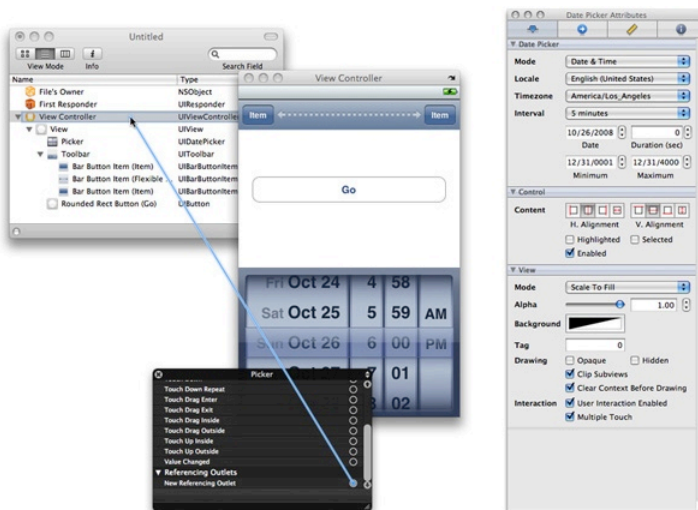 Untitled
View Mode
Info
Search Field
Name
Type
File's Owner
NSObject
First Responder
UIResponder
View Controller
UIViewController
View
UIView
Picker
UIDatePicker
Toolbar
UIToolbar
Bar Button Item (Item)
UIBarButtonItem
Bar Button Item (Flexible ...
UIBarButtonItem
Bar Button Item (Item)
UIBarButtonItem
Rounded Rect Button (Go)
UIButton
View Controller
Item
Item
Go
Fri Oct 24 4 58
Sat Oct 25 5 59 AM
Sun Oct 26 6 00 PM
7 01
8 02
Picker
Touch Down Repeat
Touch Drag Enter
Touch Drag Exit
Touch Drag Inside
Touch Drag Outside
Touch Up Inside
Touch Up Outside
Value Changed
Referencing Outlets
New Referencing Outlet
Date Picker Attributes
Date Picker
Mode Date & Time
Locale English (United States)
Timezone America/Los_Angeles
Interval 5 minutes
10/26/2008 0
Date Duration (sec)
12/31/0001 12/31/4000
Minimum Maximum
Control
Content
H. Alignment V. Alignment
Highlighted Selected
Enabled
View
Mode Scale To Fill
Alpha 1.00
Background
Tag 0
Drawing Opaque Hidden
Clip Subviews
Clear Context Before Drawing
Interaction User Interaction Enabled
Multiple Touch